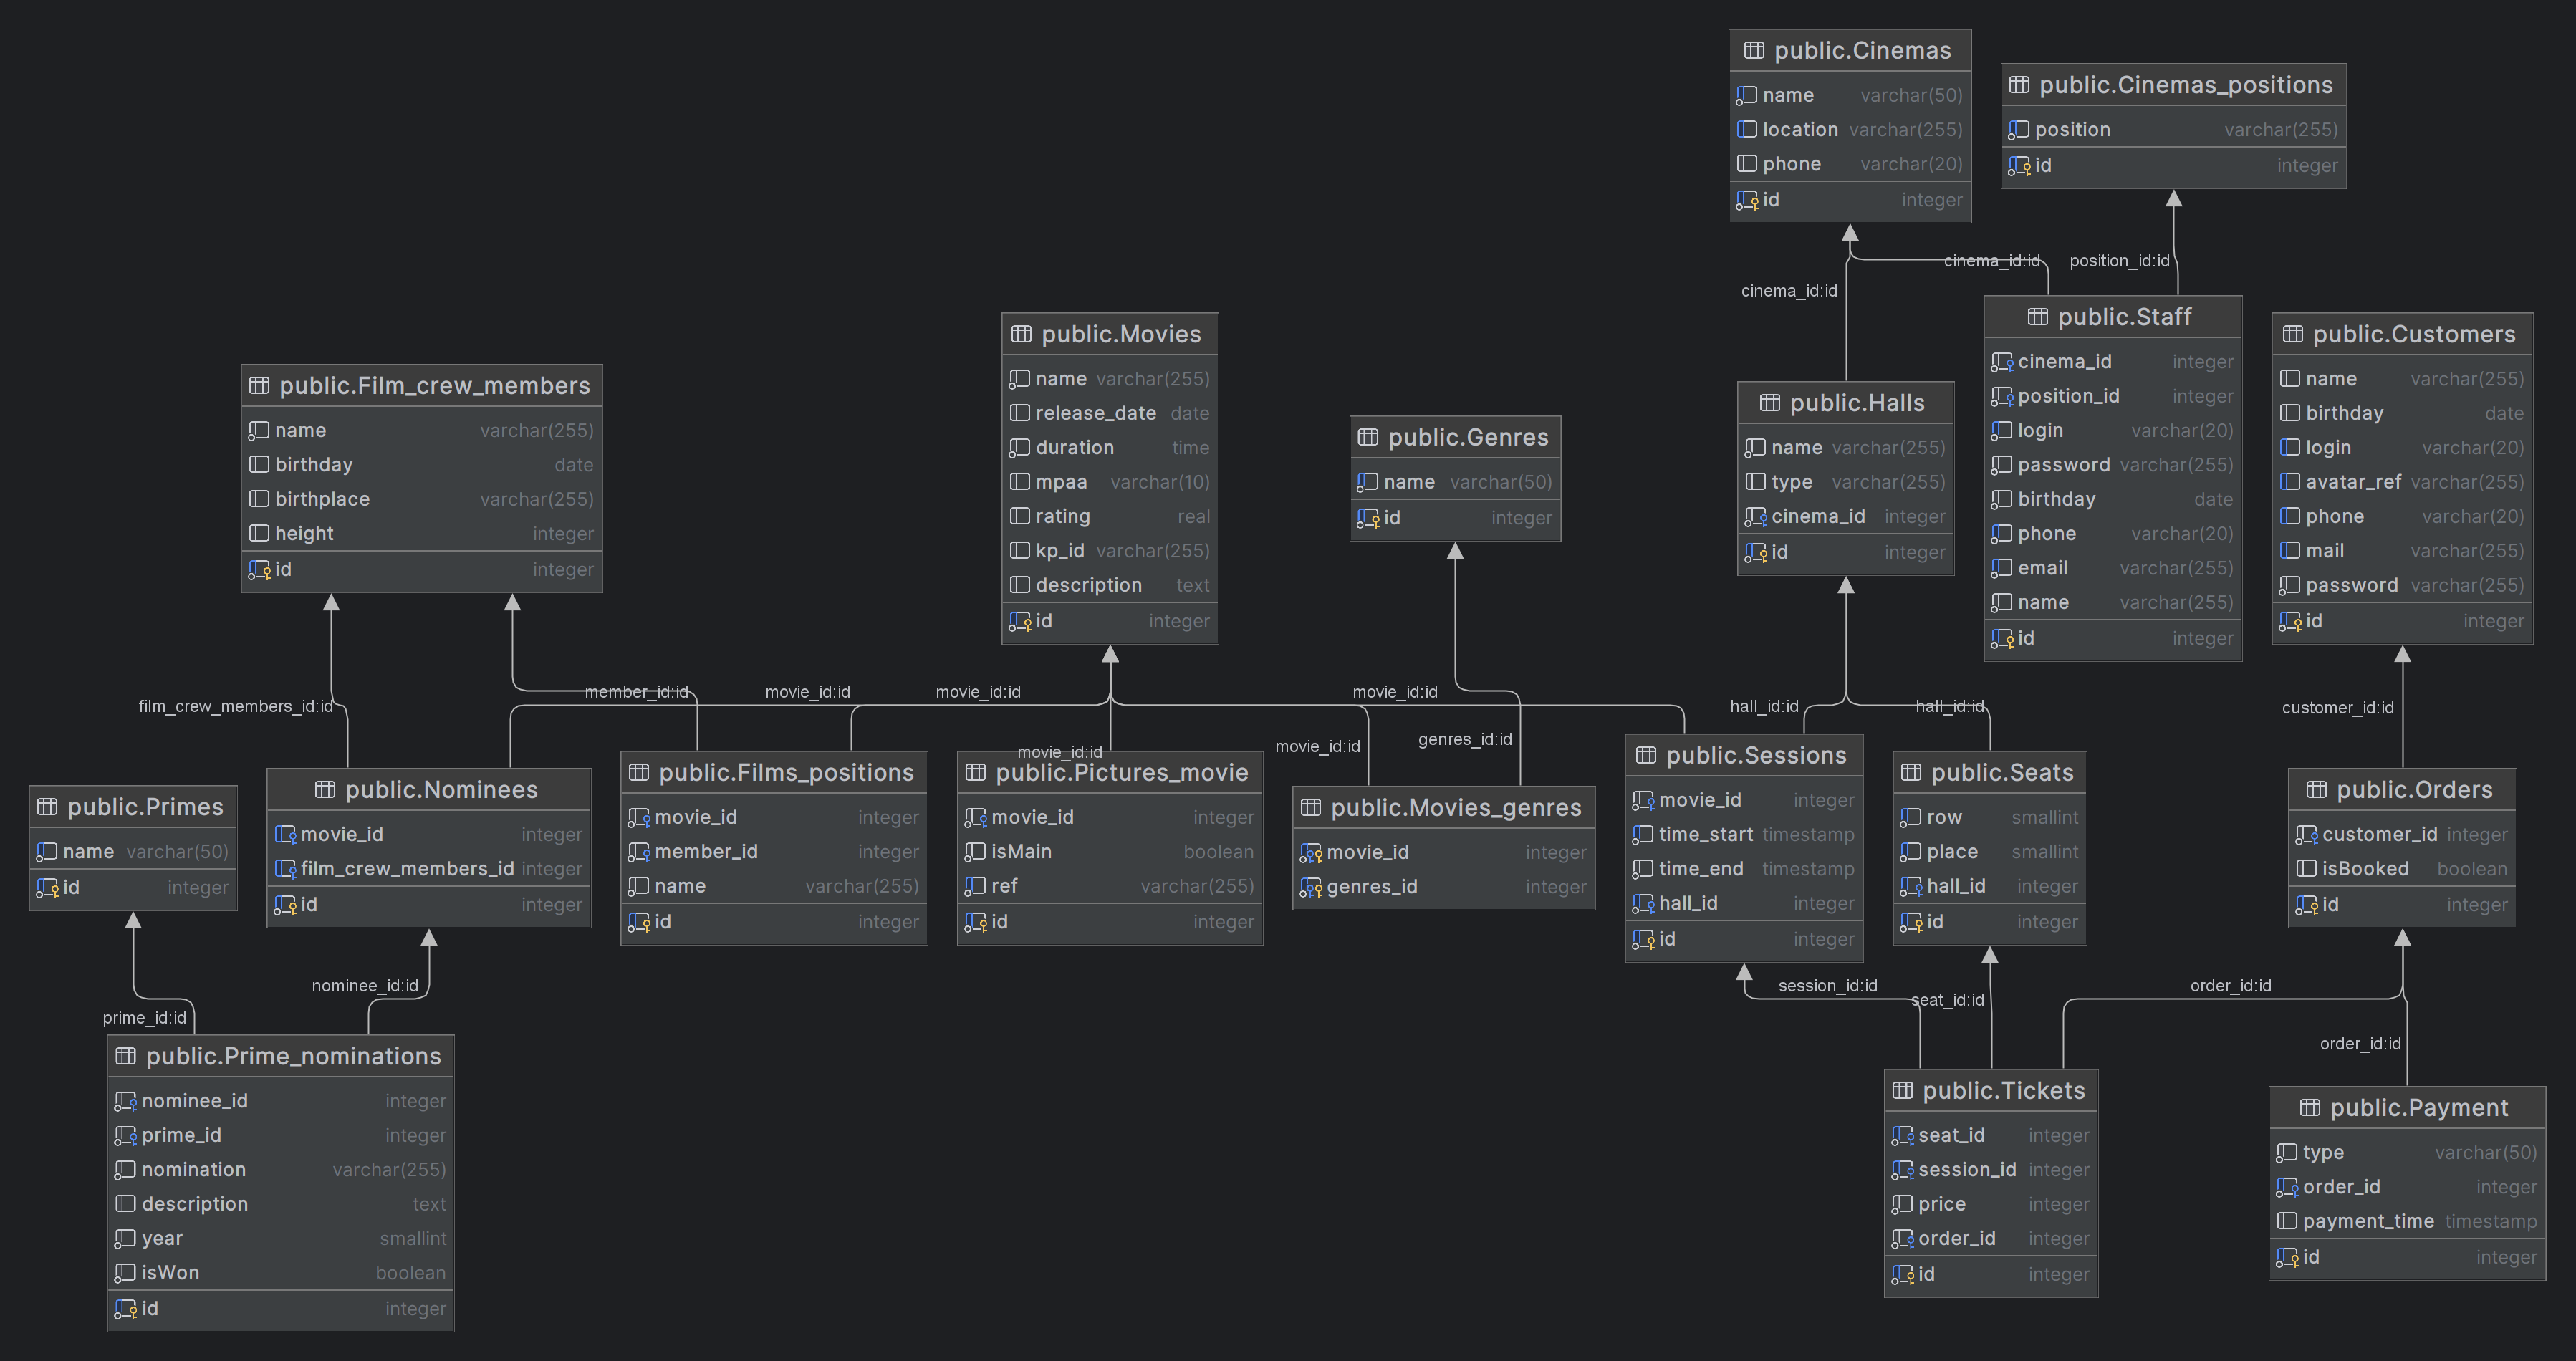 public.Cinemas
name varchar(50)
location varchar(255)
phone varchar(20)
id integer
public.Cinemas_positions
position varchar(255)
id integer
cinema_id:id
position_id:id
cinema_id:id
public.Staff
cinema_id integer
position_id integer
login varchar(20)
password varchar(255)
birthday date
phone varchar(20)
email varchar(255)
name varchar(255)
id integer
public.Customers
name varchar(255)
birthday date
login varchar(20)
avatar_ref varchar(255)
phone varchar(20)
mail varchar(255)
password varchar(255)
id integer
public.Movies
name varchar(255)
release_date date
duration time
mpaa varchar(10)
rating real
kp_id varchar(255)
description text
id integer
public.Film_crew_members
name varchar(255)
birthday date
birthplace varchar(255)
height integer
id integer
public.Halls
name varchar(255)
type varchar(255)
cinema_id integer
id integer
public.Genres
name varchar(50)
id integer
film_crew_members_id:id
member_id:id
movie_id:id
movie_id:id
movie_id:id
movie_id:id
movie_id:id
genres_id:id
hall_id:id
hall_id:id
customer_id:id
public.Primes
name varchar(50)
id integer
public.Nominees
movie_id integer
film_crew_members_id integer
id integer
public.Films_positions
movie_id integer
member_id integer
name varchar(255)
id integer
public.Pictures_movie
movie_id integer
isMain boolean
ref varchar(255)
id integer
public.Movies_genres
movie_id integer
genres_id integer
public.Sessions
movie_id integer
time_start timestamp
time_end timestamp
hall_id integer
id integer
public.Seats
row smallint
place smallint
hall_id integer
id integer
public.Orders
customer_id integer
isBooked boolean
id integer
prime_id:id
nominee_id:id
session_id:id
seat_id:id
order_id:id
order_id:id
public.Prime_nominations
nominee_id integer
prime_id integer
nomination varchar(255)
description text
year smallint
isWon boolean
id integer
public.Tickets
seat_id integer
session_id integer
price integer
order_id integer
id integer
public.Payment
type varchar(50)
order_id integer
payment_time timestamp
id integer